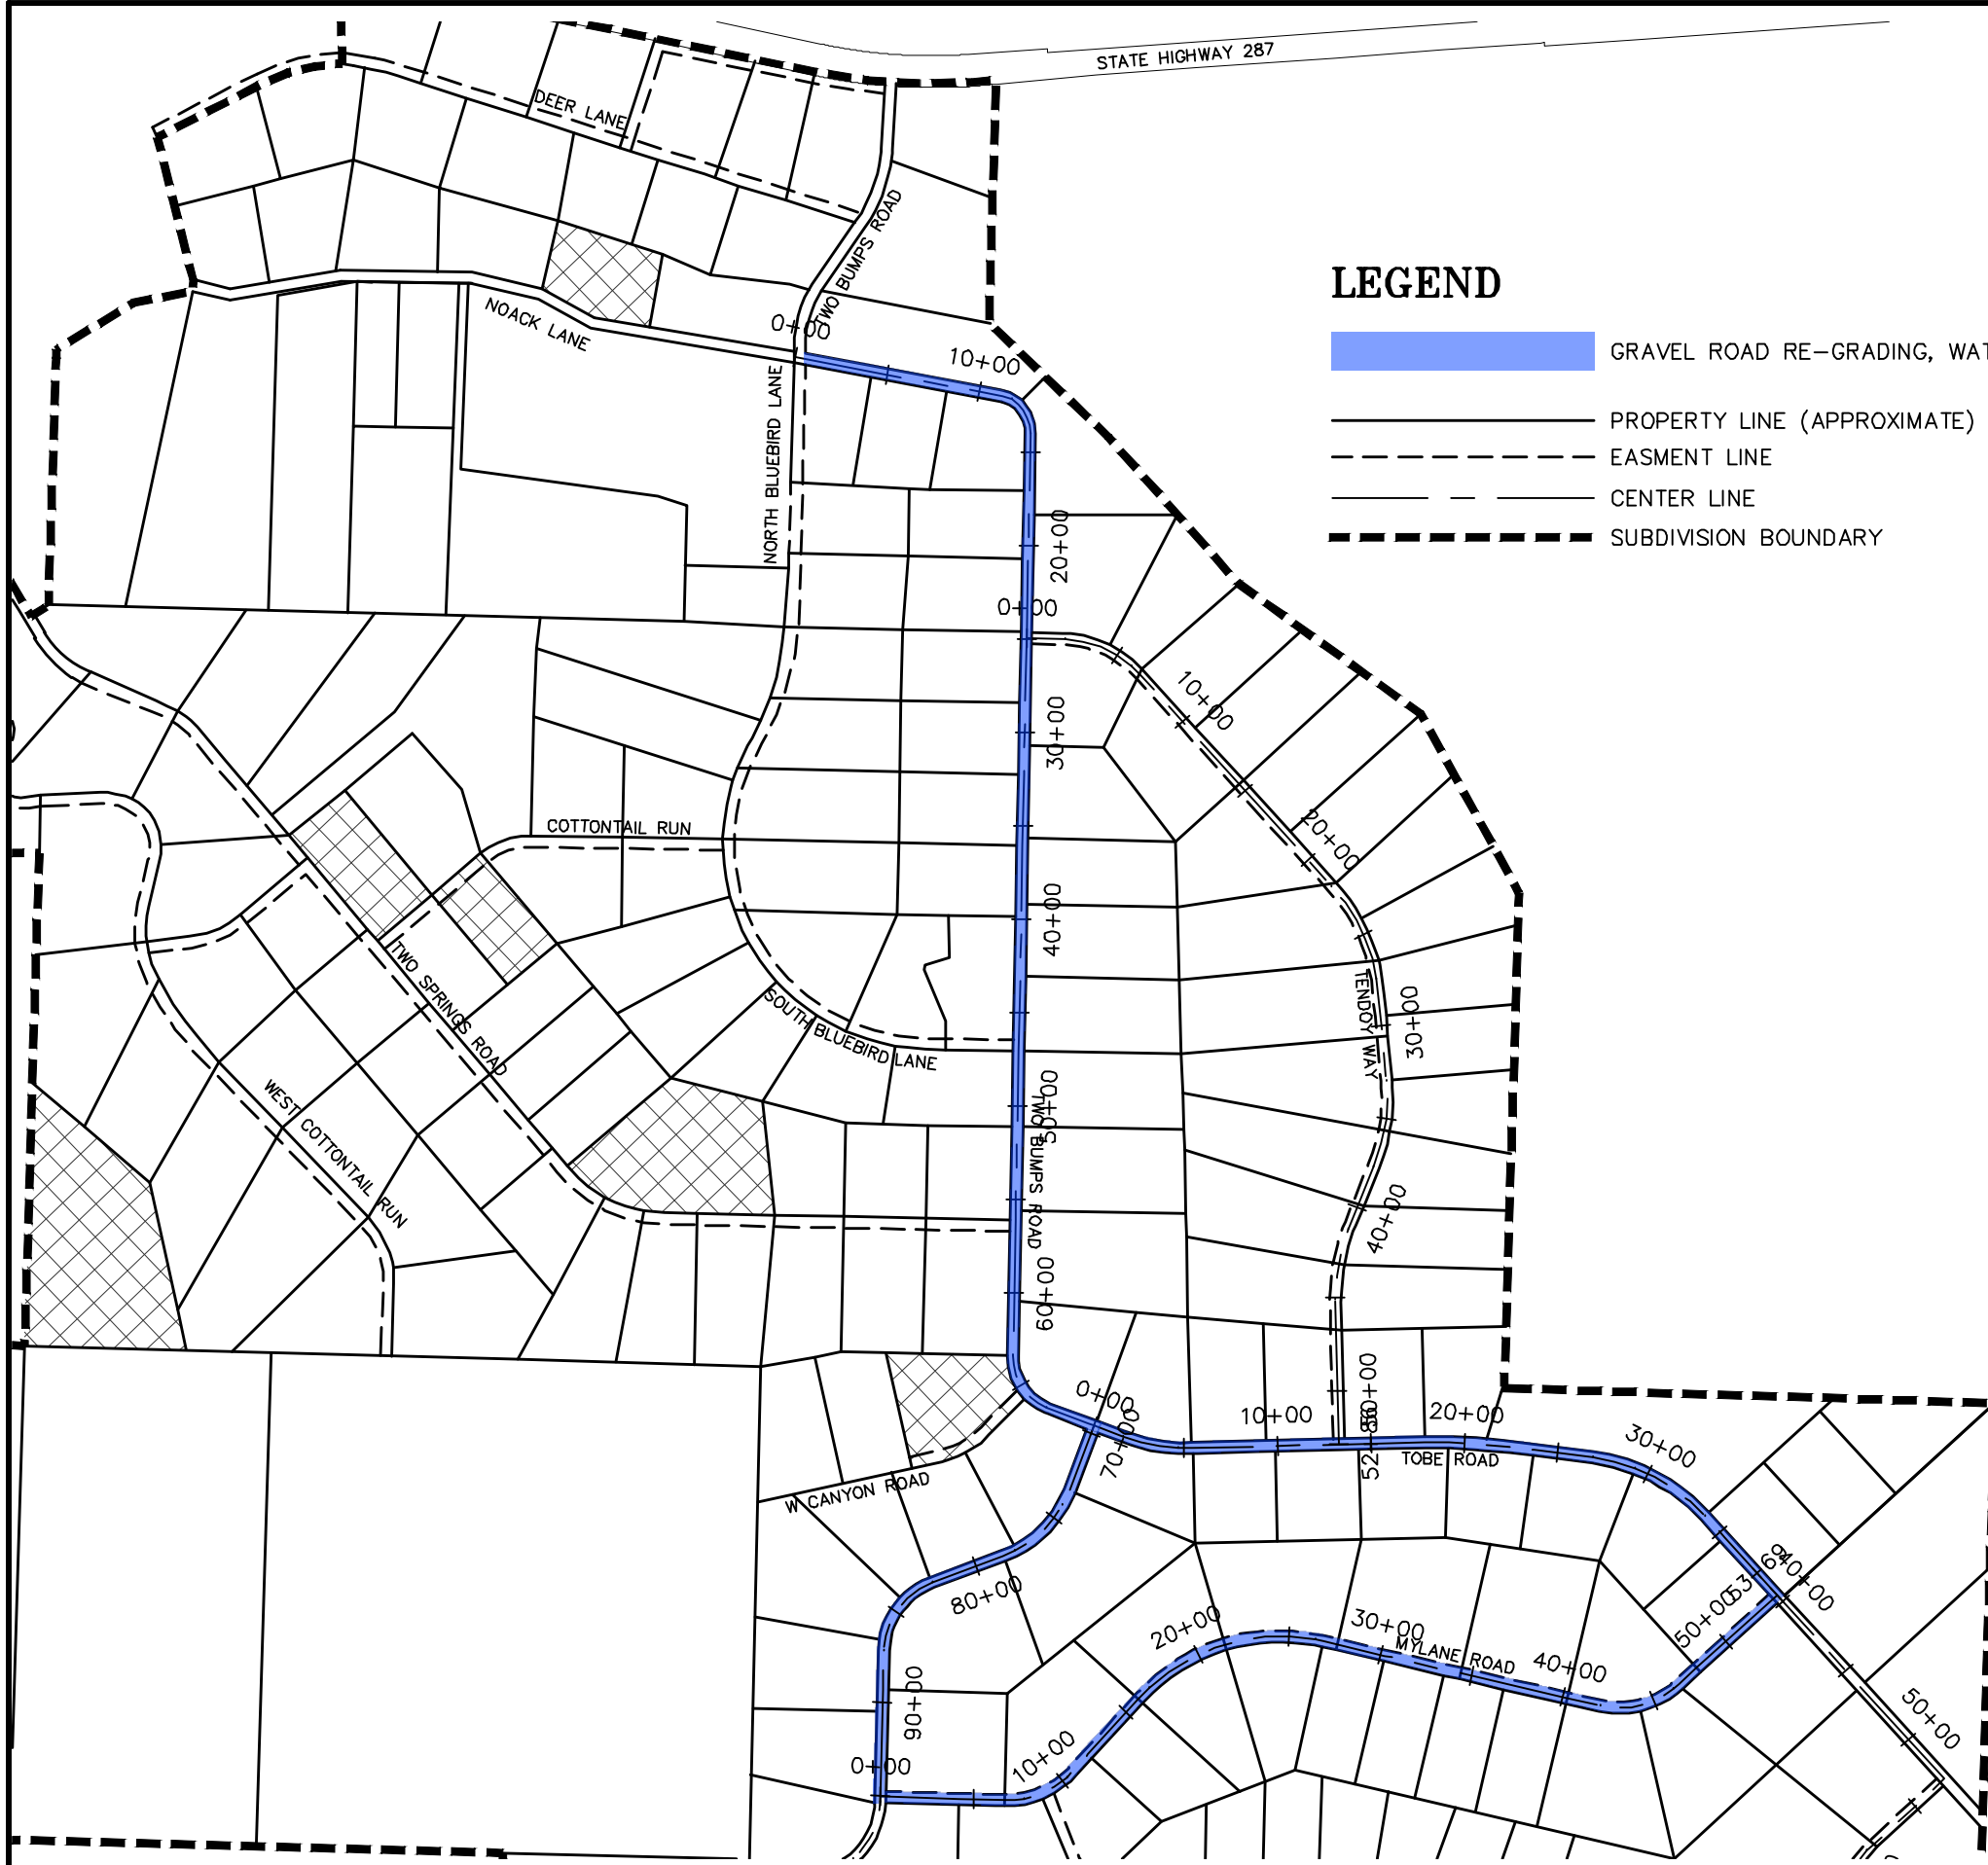 STATE HIGHWAY 287
DEER LANE
TWO BUMPS ROAD
NOACK LANE
0+00
10+00
NORTH BLUEBIRD LANE
LEGEND
GRAVEL ROAD RE-GRADING,
PROPERTY LINE (APPROXIMATE)
EASMENT LINE
CENTER LINE
SUBDIVISION BOUNDARY
20+00
0+00
10+00
30+00
20+00
COTTONTAIL RUN
40+00
TWO SPRINGS ROAD
SOUTH BLUEBIRD LANE
TENDOY WAY
30+00
WEST COTTONTAIL RUN
50+00
TWO BUMPS ROAD
40+00
60+00
0+00
70+00
10+00
50+00
20+00
TOBE ROAD
30+00
W CANYON ROAD
80+00
40+00
50+00
20+00
30+00
MYLANE ROAD
40+00
90+00
50+00
0+00
10+00